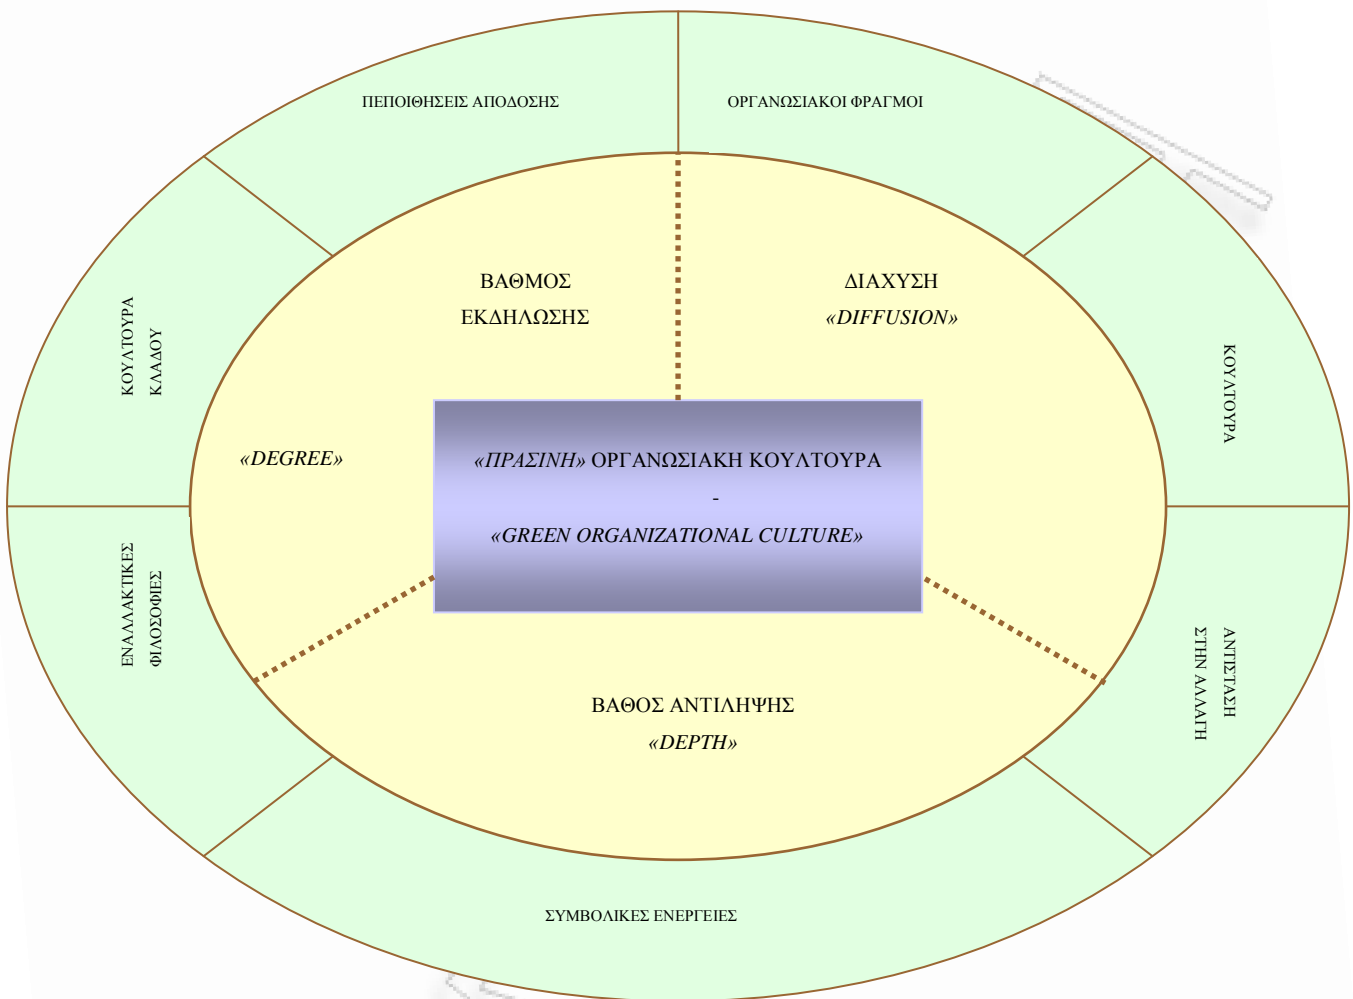 ΠΕΠΟΙΘΗΣΕΙΣ ΑΠΟΔΟΣΗΣ
ΟΡΓΑΝΩΣΙΑΚΟΙ ΦΡΑΓΜΟΙ
ΒΑΘΜΟΣ
ΕΚΔΗΛΩΣΗΣ
ΔΙΑΧΥΣΗ
«DIFFUSION»
ΚΟΥΛΤΟΥΡΑ
ΚΛΑΔΟΥ
ΚΟΥΛΤΟΥΡΑ
«DEGREE»
«ΠΡΑΣΙΝΗ» ΟΡΓΑΝΩΣΙΑΚΗ ΚΟΥΛΤΟΥΡΑ
-
«GREEN ORGANIZATIONAL CULTURE»
ΕΝΑΛΛΑΚΤΙΚΕΣ
ΦΙΛΟΣΟΦΙΕΣ
ΑΝΤΙΣΤΑΣΗ
ΣΤΗΝ ΑΛΛΑΓΗ
ΒΑΘΟΣ ΑΝΤΙΛΗΨΗΣ
«DEPTH»
ΣΥΜΒΟΛΙΚΕΣ ΕΝΕΡΓΕΙΕΣ